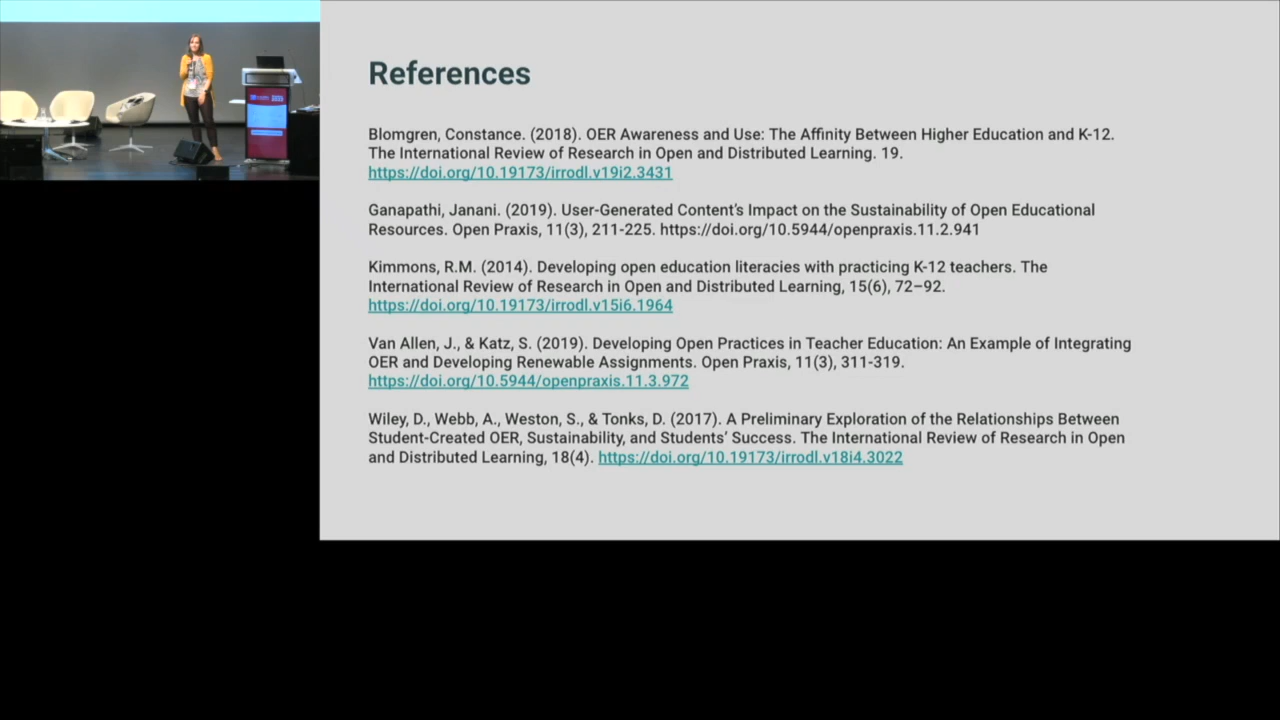 References
Blomgren, Constance. (2018). OER Awareness and Use: The Affinity Between Higher Education and K-12.
The International Review of Research in Open and Distributed Learning. 19.
https://doi.org/10.19173/irrodl.v19i2.3431
Ganapathi, Janani. (2019). User-Generated Content's Impact on the Sustainability of Open Educational
Resources. Open Praxis, 11(3), 211-225. https://doi.org/10.5944/openpraxis.11.2.941
Kimmons, R.M. (2014). Developing open education literacies with practicing K-12 teachers. The
International Review of Research in Open and Distributed Learning, 15(6), 72–92.
https://doi.org/10.19173/irrodl.v15i6.1964
Van Allen, J., & Katz, S. (2019). Developing Open Practices in Teacher Education: An Example of Integrating
OER and Developing Renewable Assignments. Open Praxis, 11(3), 311-319.
https://doi.org/10.5944/openpraxis.11.3.972
Wiley, D., Webb, A., Weston, S., & Tonks, D. (2017). A Preliminary Exploration of the Relationships Between
Student-Created OER, Sustainability, and Students' Success. The International Review of Research in Open
and Distributed Learning, 18(4). https://doi.org/10.19173/irrodl.v18i4.3022